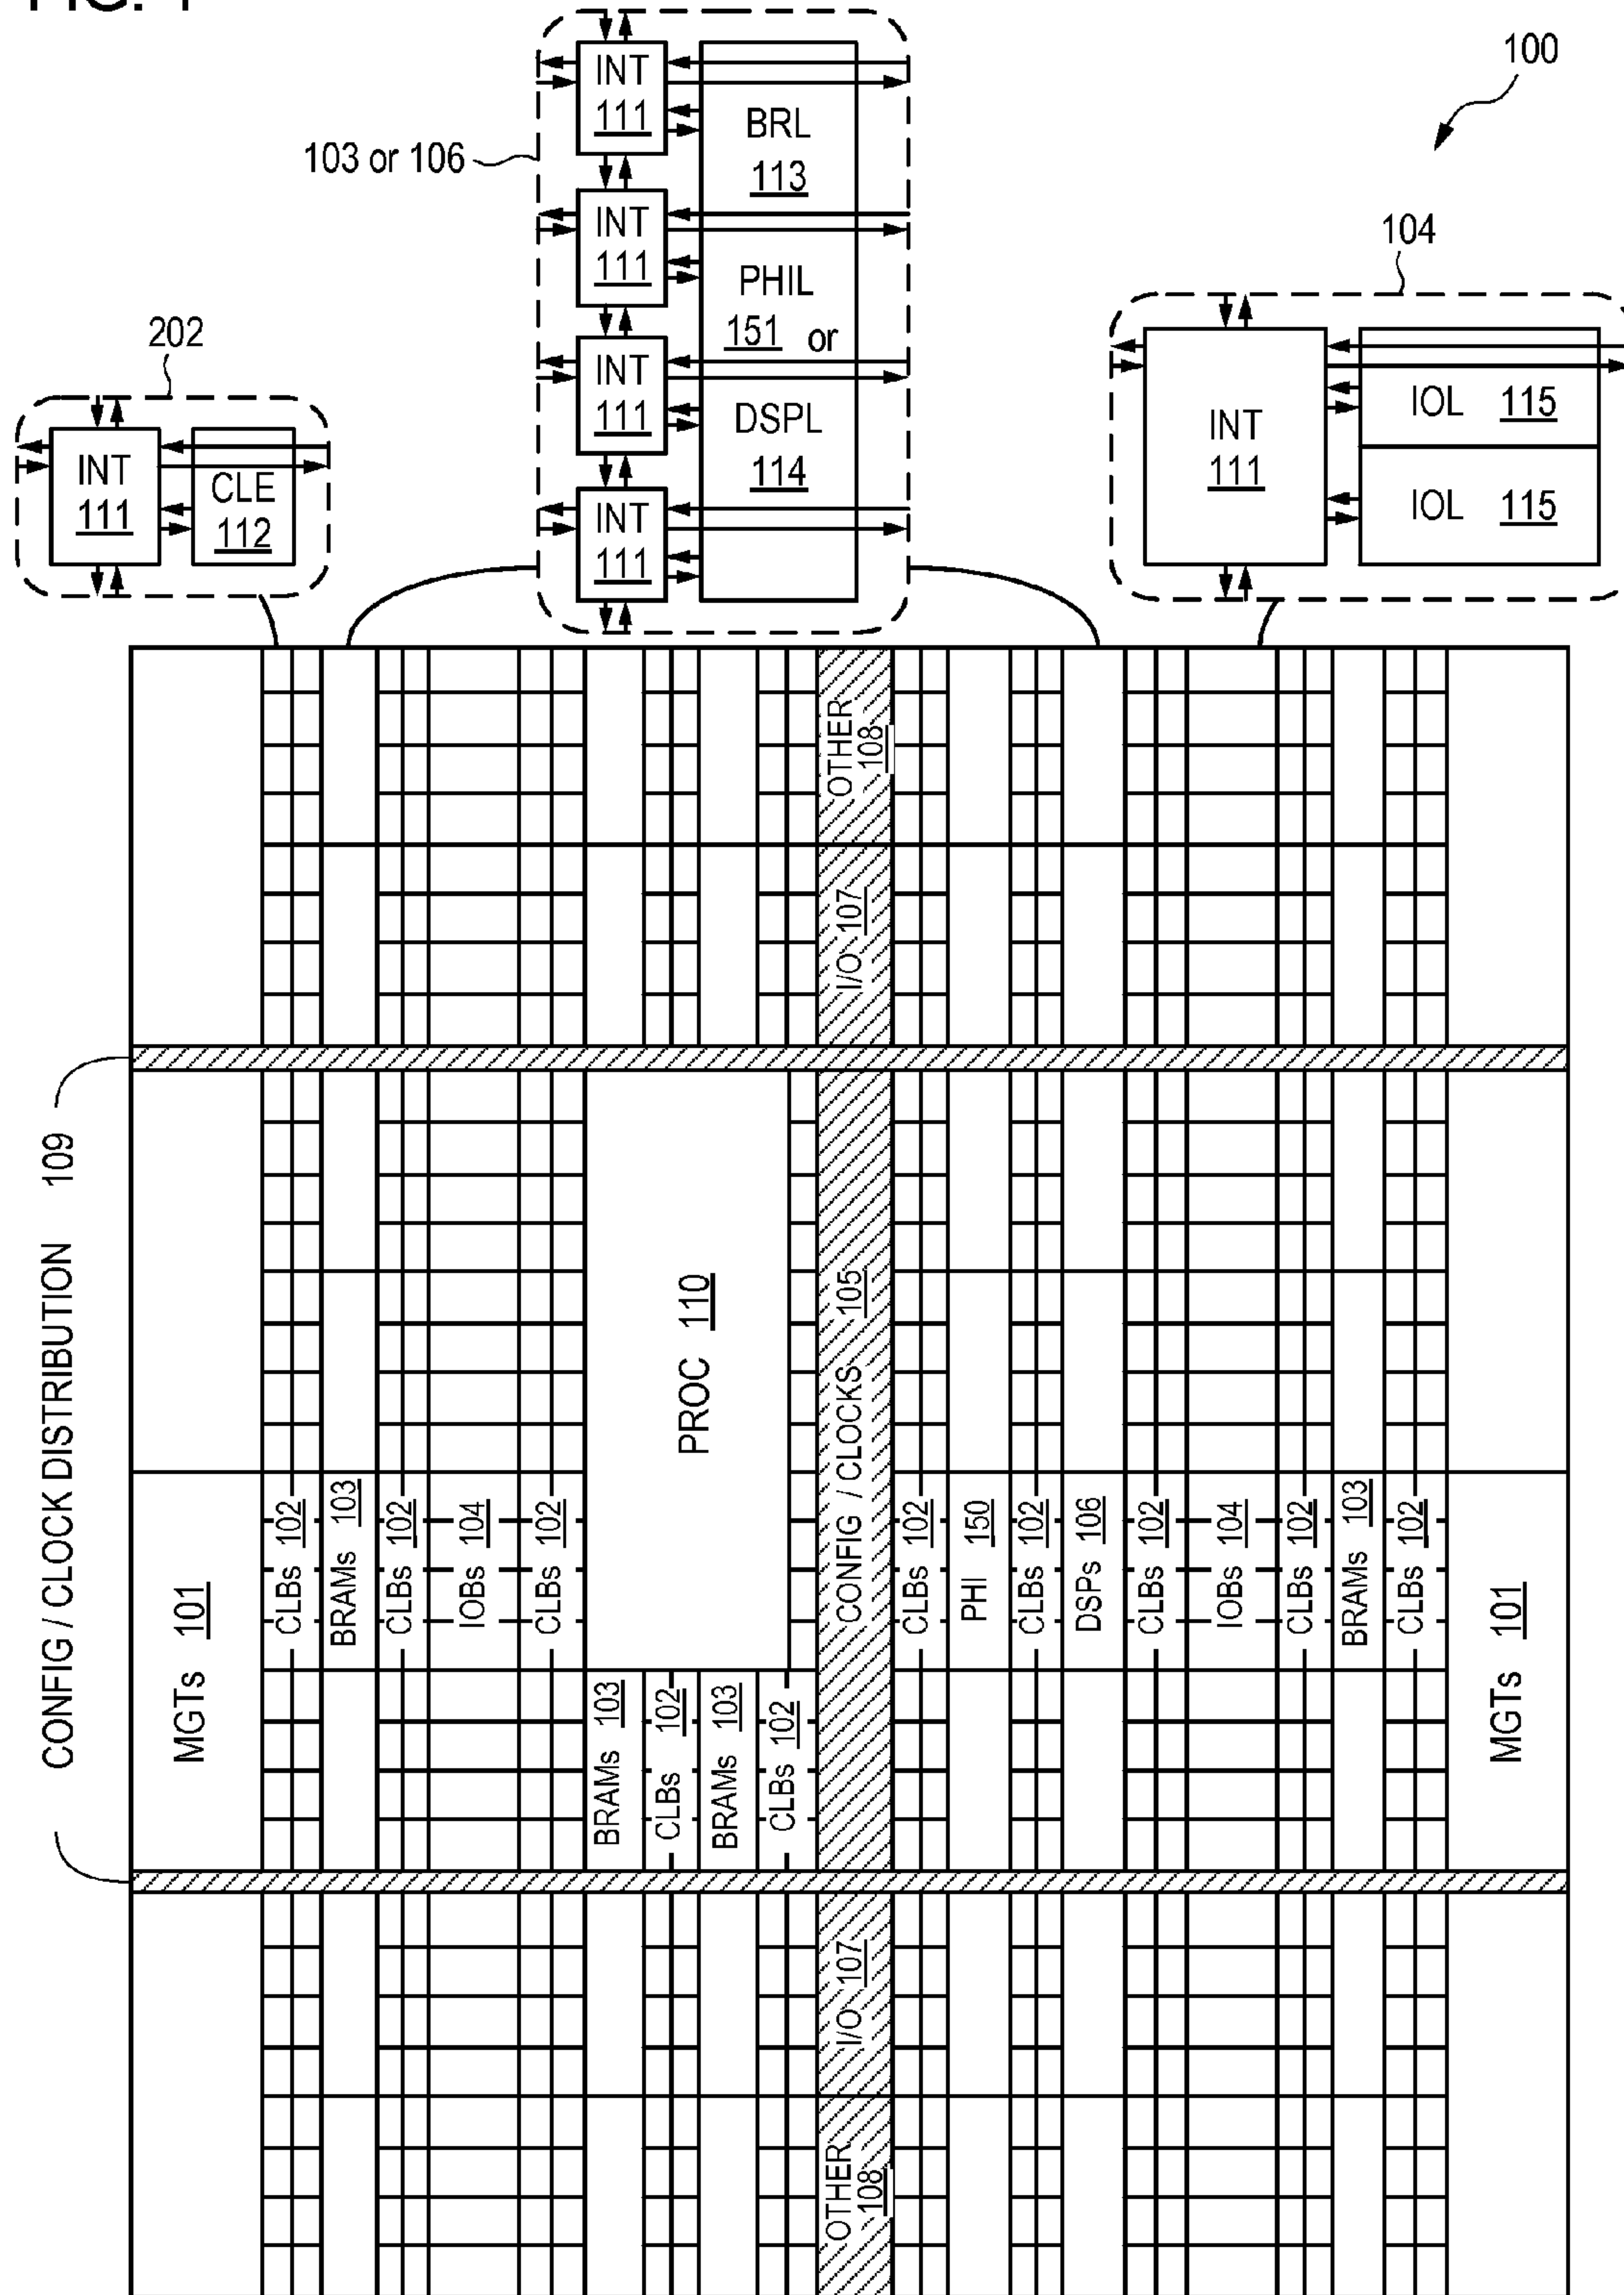 100
103 or 106
INT
111
INT
111
INT
111
INT
111
BRL
113
PHIL
151 or
DSPL
114
104
INT
111
IOL 115
IOL 115
202
INT
111
CLE
112
CONFIG / CLOCK DISTRIBUTION 109
OTHER
108
I/O 107
PROC 110
CONFIG / CLOCKS 105
MGTs 101
CLBs 102
BRAMs 103
CLBs 102
IOBs 104
CLBs 102
BRAMs 103
CLBs 102
BRAMs 103
CLBs 102
CLBs 102
PHI 150
CLBs 102
DSPs 106
CLBs 102
IOBs 104
CLBs 102
BRAMs 103
CLBs 102
MGTs 101
I/O 107
OTHER
108